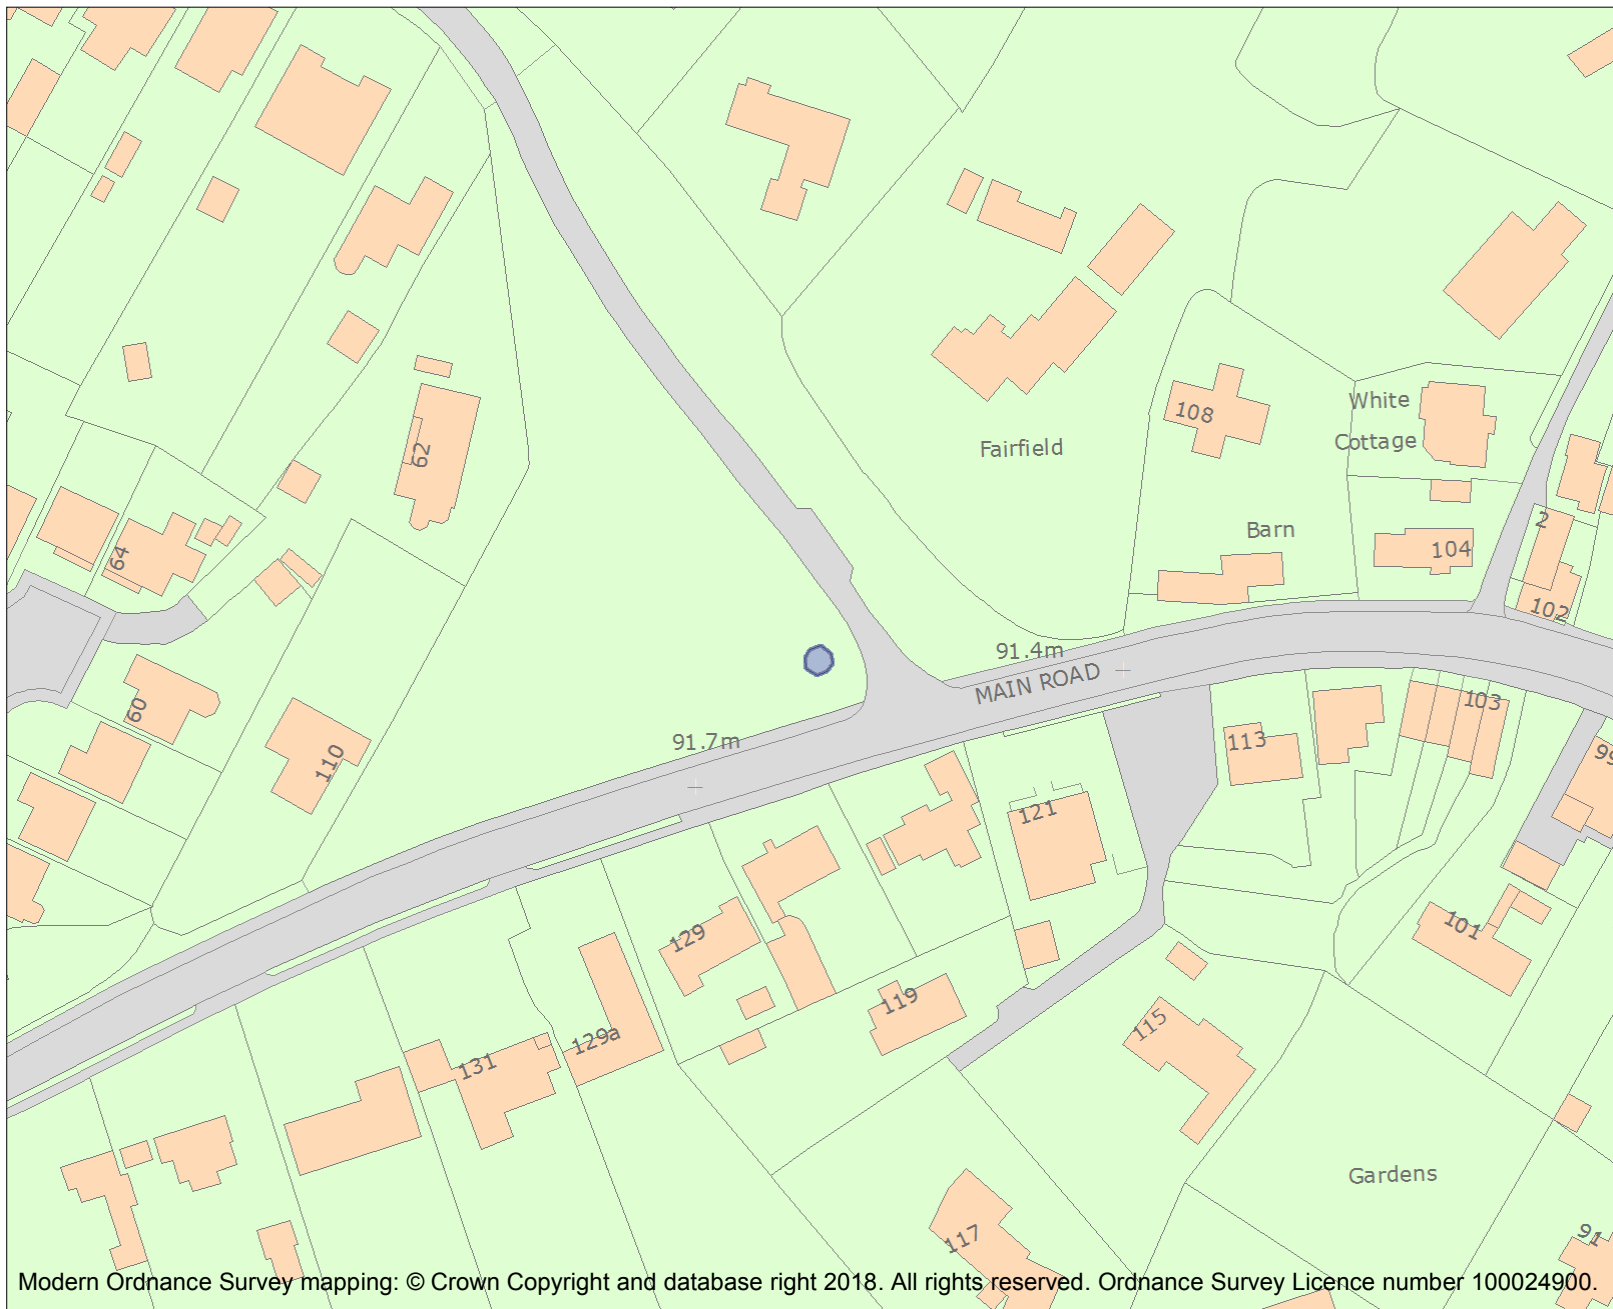 White
Cottage
108
Fairfield
62
Barn
2
104
64
102
91.4m
MAIN ROAD
103
60
91.7m
113
110
99
121
129
101
119
115
129a
131
Gardens
117
91
Modern Ordnance Survey mapping: © Crown Copyright and database right 2018. All rights reserved. Ordnance Survey Licence number 100024900.